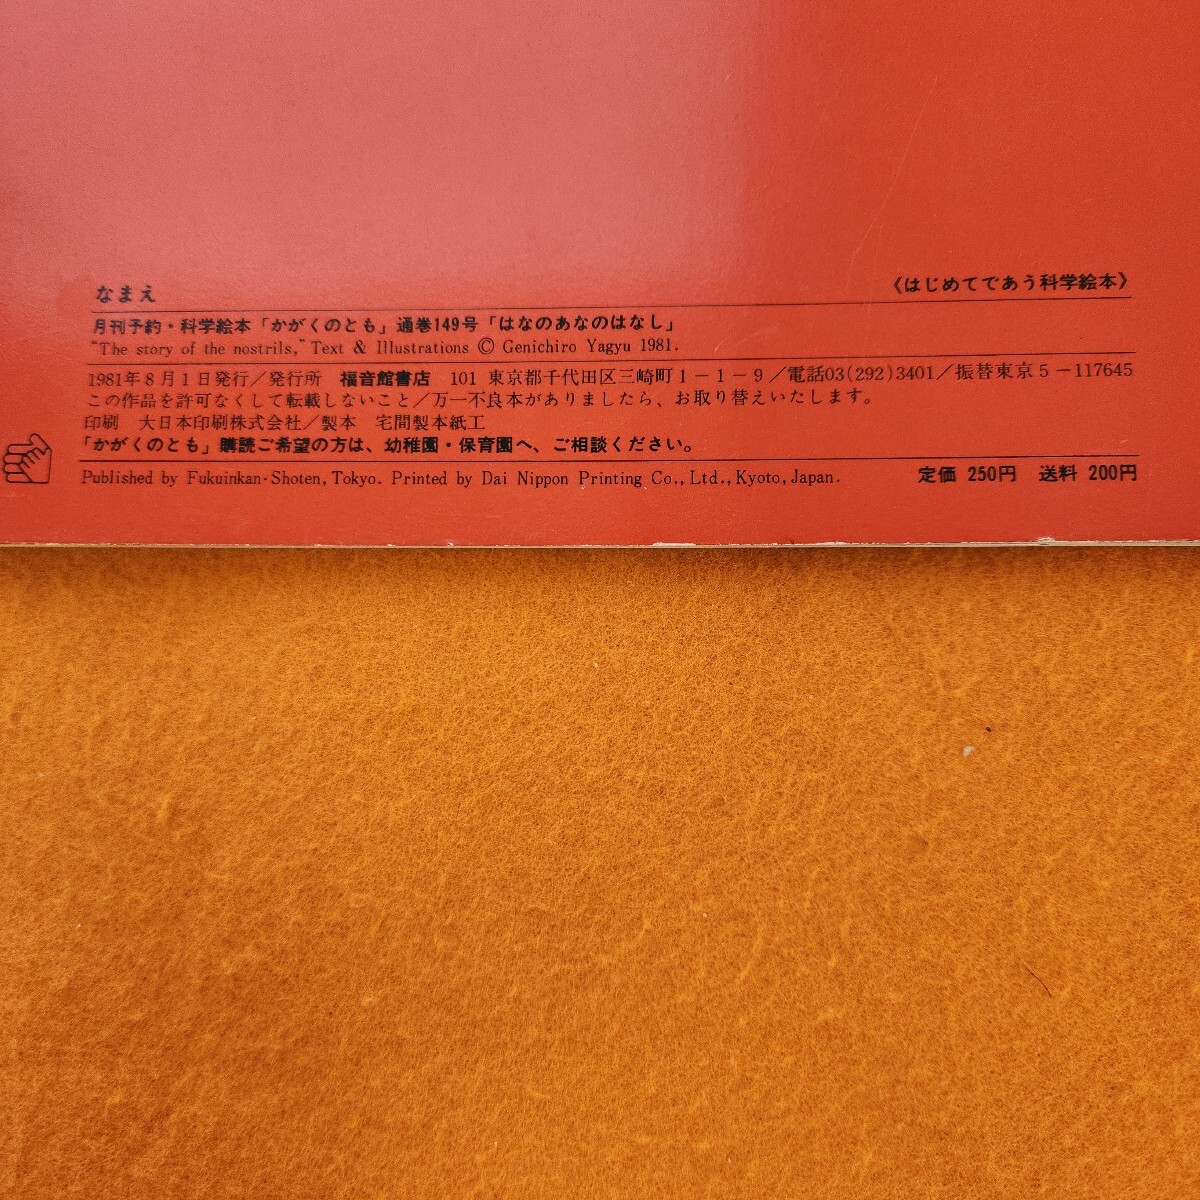 なまえ 《はじめてであう科学絵本》
月刊予約・科学絵本「かがくのとも」通巻149号「はなのあなのはなし」
"The story of the nostrils," Text & Illustrations © Genichiro Yagyu 1981.
1981年8月1日発行／発行所 福音館書店 101 東京都千代田区三崎町1－1－9／電話03(292)3401／振替東京5－117645
この作品を許可なくして転載しないこと／万一不良本がありましたら、お取り替えいたします。
印刷 大日本印刷株式会社／製本 宅間製本紙工
「かがくのとも」購読ご希望の方は、幼稚園・保育園へ、ご相談ください。
Published by Fukuinkan-Shoten, Tokyo. Printed by Dai Nippon Printing Co., Ltd., Kyoto, Japan. 定価 250円 送料 200円